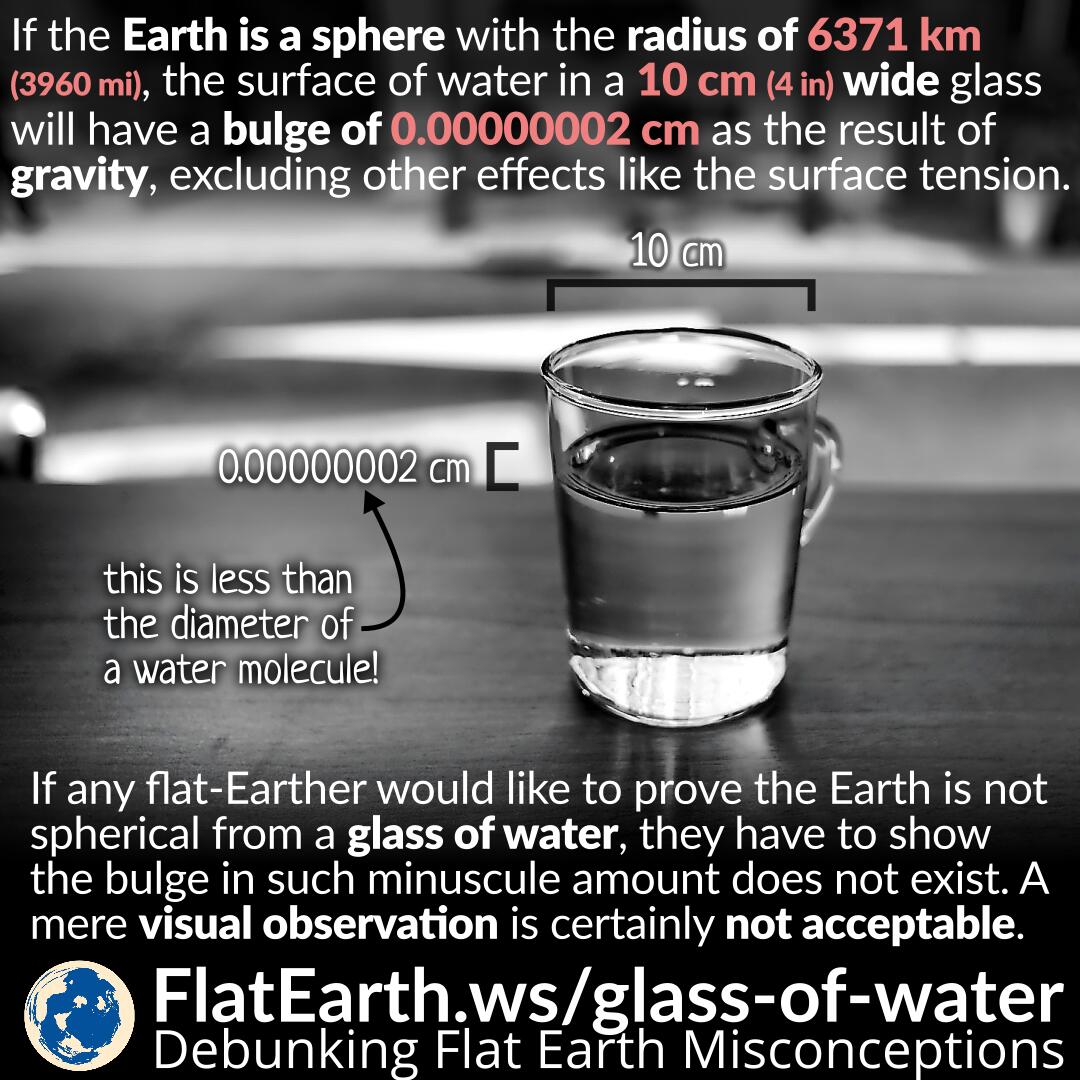 If the Earth is a sphere with the radius of 6371 km
(3960 mi), the surface of water in a 10 cm (4 in) wide glass
will have a bulge of 0.00000002 cm as the result of
gravity, excluding other effects like the surface tension.
10 cm
0.00000002 cm
this is less than
the diameter of
a water molecule!
If any flat-Earther would like to prove the Earth is not
spherical from a glass of water, they have to show
the bulge in such minuscule amount does not exist. A
mere visual observation is certainly not acceptable.
FlatEarth.ws/glass-of-water
Debunking Flat Earth Misconceptions